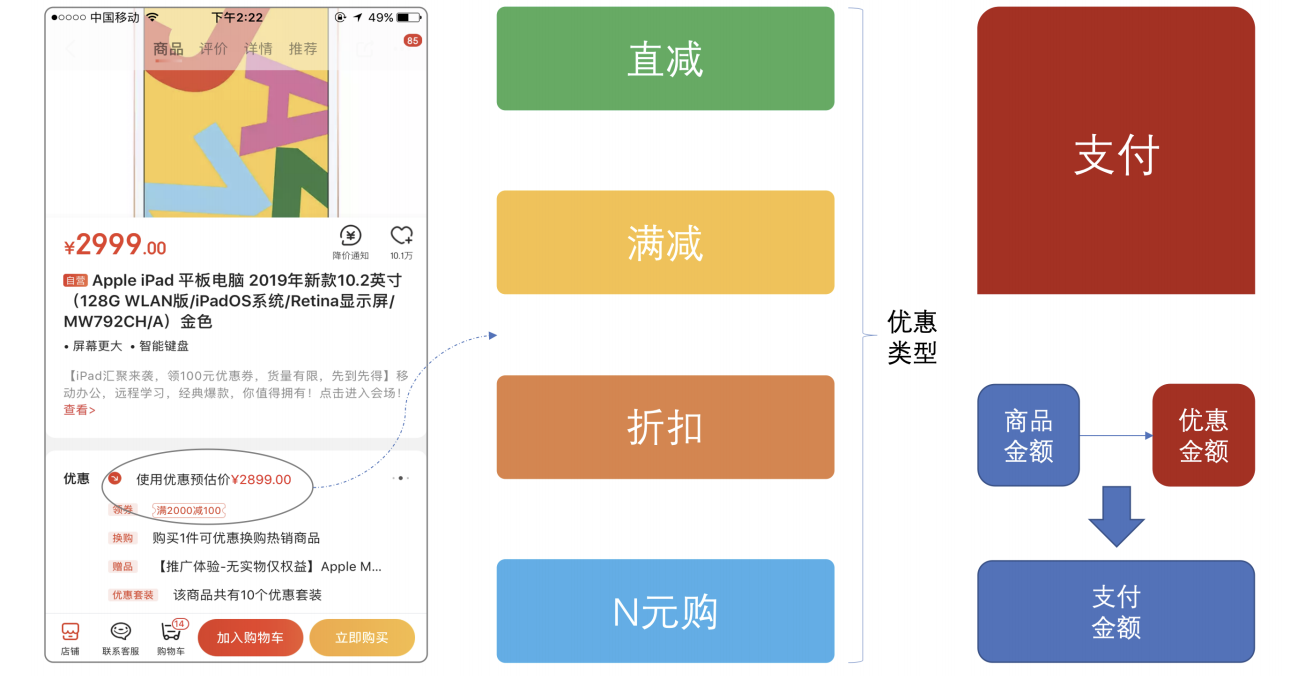 中国移动 下午2:22 49%
商品 评价 详情 推荐
85
¥2999.00
降价通知 10.1万
自营 Apple iPad 平板电脑 2019年新款10.2英寸
（128G WLAN版/iPadOS系统/Retina显示屏/
MW792CH/A）金色
• 屏幕更大 • 智能键盘
【iPad汇聚来袭，领100元优惠券，货量有限，先到先得】移
动办公，远程学习，经典爆款，你值得拥有！点击进入会场！
查看>
优惠 使用优惠预估价¥2899.00
领券 满2000减100
换购 购买1件可优惠换购热销商品
赠品 【推广体验-无实物仅权益】Apple M...
优惠套装 该商品共有10个优惠套装
14
店铺 联系客服 购物车 加入购物车 立即购买
直减
满减
折扣
N元购
优惠
类型
支付
商品
金额
优惠
金额
支付
金额